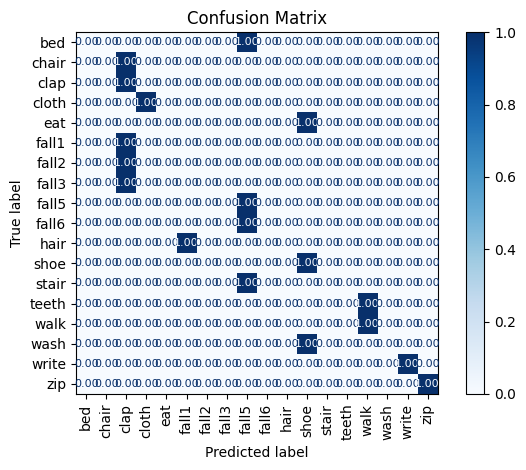 Confusion Matrix
bed 0.00 0.00 0.00 0.00 0.00 0.00 0.00 0.00 1.00 0.00 0.00 0.00 0.00 0.00 0.00 0.00 0.00 0.00 1.0
chair 0.00 0.00 1.00 0.00 0.00 0.00 0.00 0.00 0.00 0.00 0.00 0.00 0.00 0.00 0.00 0.00 0.00 0.00
clap 0.00 0.00 1.00 0.00 0.00 0.00 0.00 0.00 0.00 0.00 0.00 0.00 0.00 0.00 0.00 0.00 0.00 0.00
cloth 0.00 0.00 0.00 1.00 0.00 0.00 0.00 0.00 0.00 0.00 0.00 0.00 0.00 0.00 0.00 0.00 0.00 0.00 0.8
eat 0.00 0.00 0.00 0.00 0.00 0.00 0.00 0.00 0.00 0.00 0.00 1.00 0.00 0.00 0.00 0.00 0.00 0.00
fall1 0.00 0.00 1.00 0.00 0.00 0.00 0.00 0.00 0.00 0.00 0.00 0.00 0.00 0.00 0.00 0.00 0.00 0.00
fall2 0.00 0.00 1.00 0.00 0.00 0.00 0.00 0.00 0.00 0.00 0.00 0.00 0.00 0.00 0.00 0.00 0.00 0.00
fall3 0.00 0.00 1.00 0.00 0.00 0.00 0.00 0.00 0.00 0.00 0.00 0.00 0.00 0.00 0.00 0.00 0.00 0.00 0.6
fall5 0.00 0.00 0.00 0.00 0.00 0.00 0.00 0.00 1.00 0.00 0.00 0.00 0.00 0.00 0.00 0.00 0.00 0.00
True label
fall6 0.00 0.00 0.00 0.00 0.00 0.00 0.00 0.00 1.00 0.00 0.00 0.00 0.00 0.00 0.00 0.00 0.00 0.00
hair 0.00 0.00 0.00 0.00 0.00 1.00 0.00 0.00 0.00 0.00 0.00 0.00 0.00 0.00 0.00 0.00 0.00 0.00 0.4
shoe 0.00 0.00 0.00 0.00 0.00 0.00 0.00 0.00 0.00 0.00 0.00 1.00 0.00 0.00 0.00 0.00 0.00 0.00
stair 0.00 0.00 0.00 0.00 0.00 0.00 0.00 0.00 1.00 0.00 0.00 0.00 0.00 0.00 0.00 0.00 0.00 0.00
teeth 0.00 0.00 0.00 0.00 0.00 0.00 0.00 0.00 0.00 0.00 0.00 0.00 0.00 0.00 1.00 0.00 0.00 0.00
walk 0.00 0.00 0.00 0.00 0.00 0.00 0.00 0.00 0.00 0.00 0.00 0.00 0.00 0.00 1.00 0.00 0.00 0.00 0.2
wash 0.00 0.00 0.00 0.00 0.00 0.00 0.00 0.00 0.00 0.00 0.00 1.00 0.00 0.00 0.00 0.00 0.00 0.00
write 0.00 0.00 0.00 0.00 0.00 0.00 0.00 0.00 0.00 0.00 0.00 0.00 0.00 0.00 0.00 0.00 1.00 0.00
zip 0.00 0.00 0.00 0.00 0.00 0.00 0.00 0.00 0.00 0.00 0.00 0.00 0.00 0.00 0.00 0.00 0.00 1.00 0.0
bed chair clap cloth eat fall1 fall2 fall3 fall5 fall6 hair shoe stair teeth walk wash write zip
Predicted label